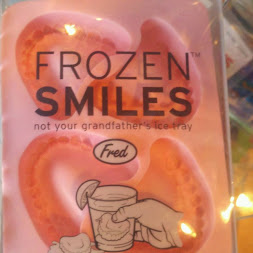 FROZEN™
SMILES
not your grandfather's ice tray
Fred